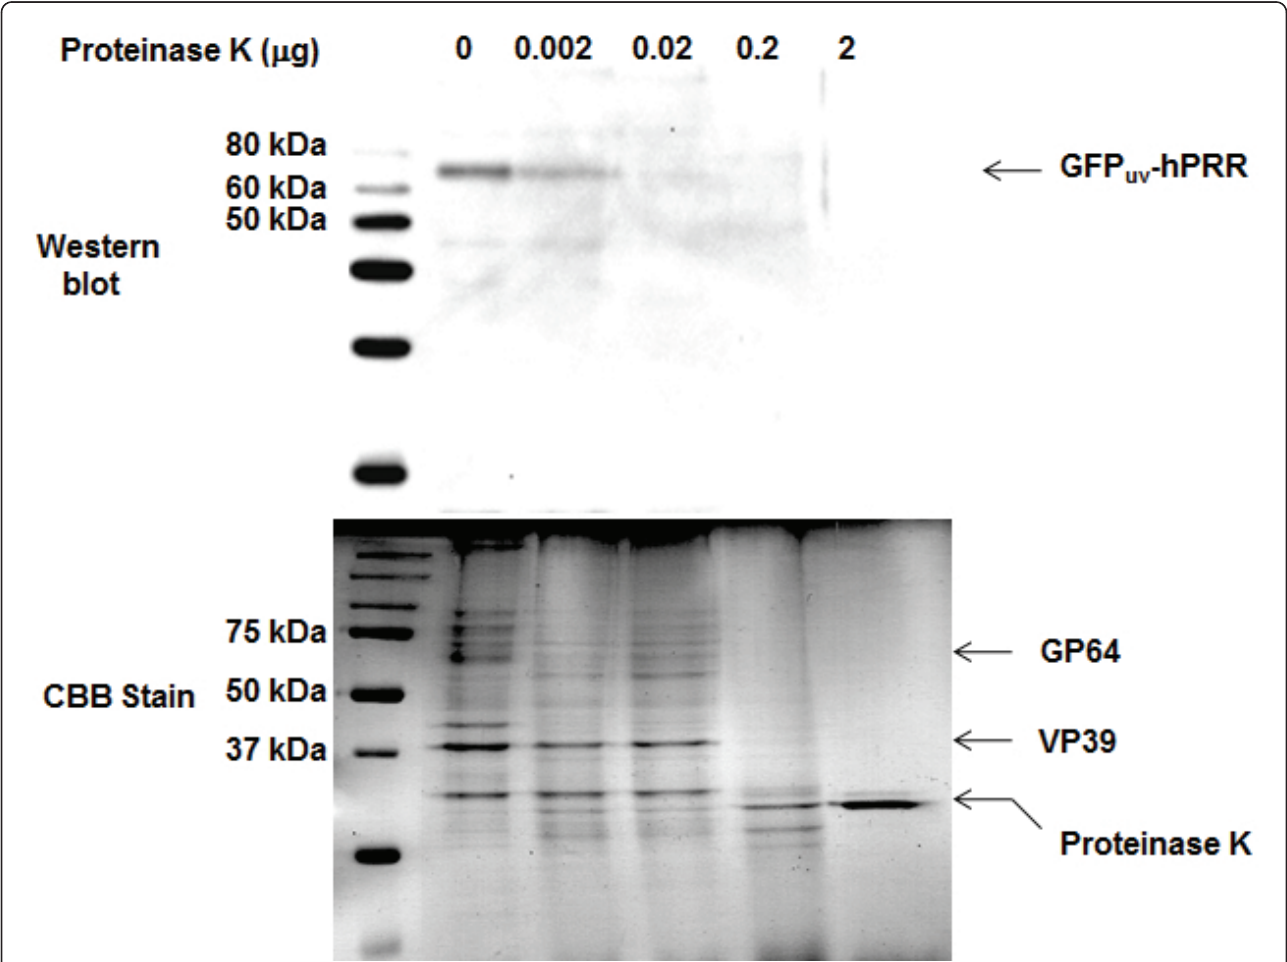 Proteinase K (µg) 0 0.002 0.02 0.2 2
80 kDa
GFPuv-hPRR
60 kDa
50 kDa
Western
blot
75 kDa
GP64
50 kDa
CBB Stain
37 kDa
VP39
Proteinase K